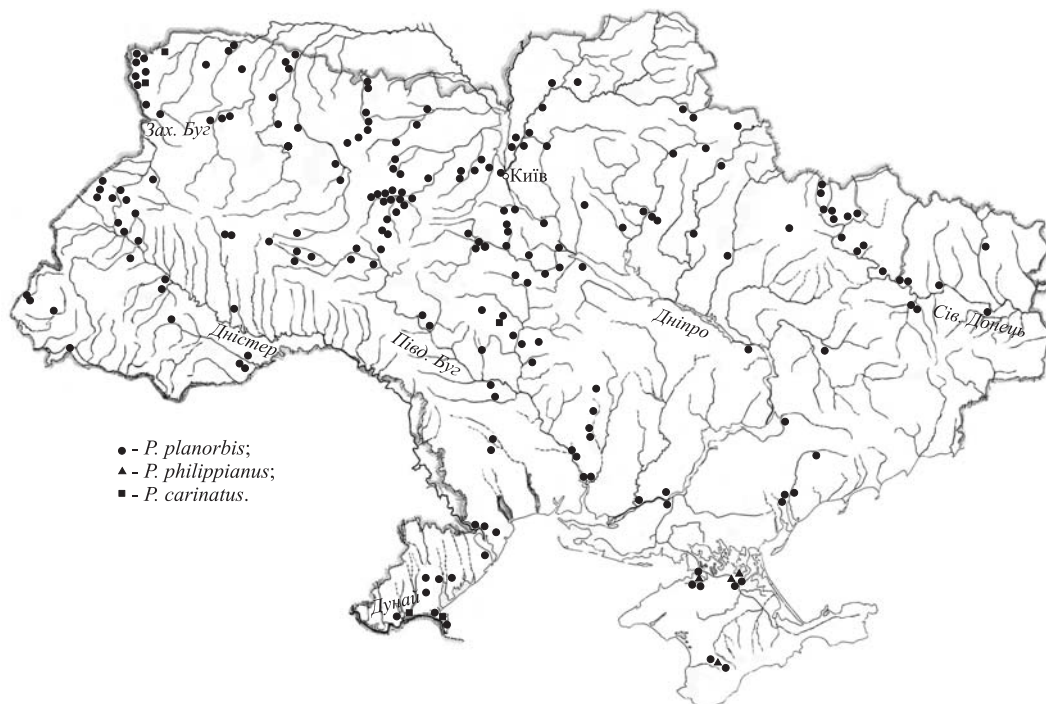 Зах. Буг
Київ
Дністер
Півд. Буг
Дніпро
Сів. Донець
- P. planorbis;
- P. philippianus;
- P. carinatus.
Дунай